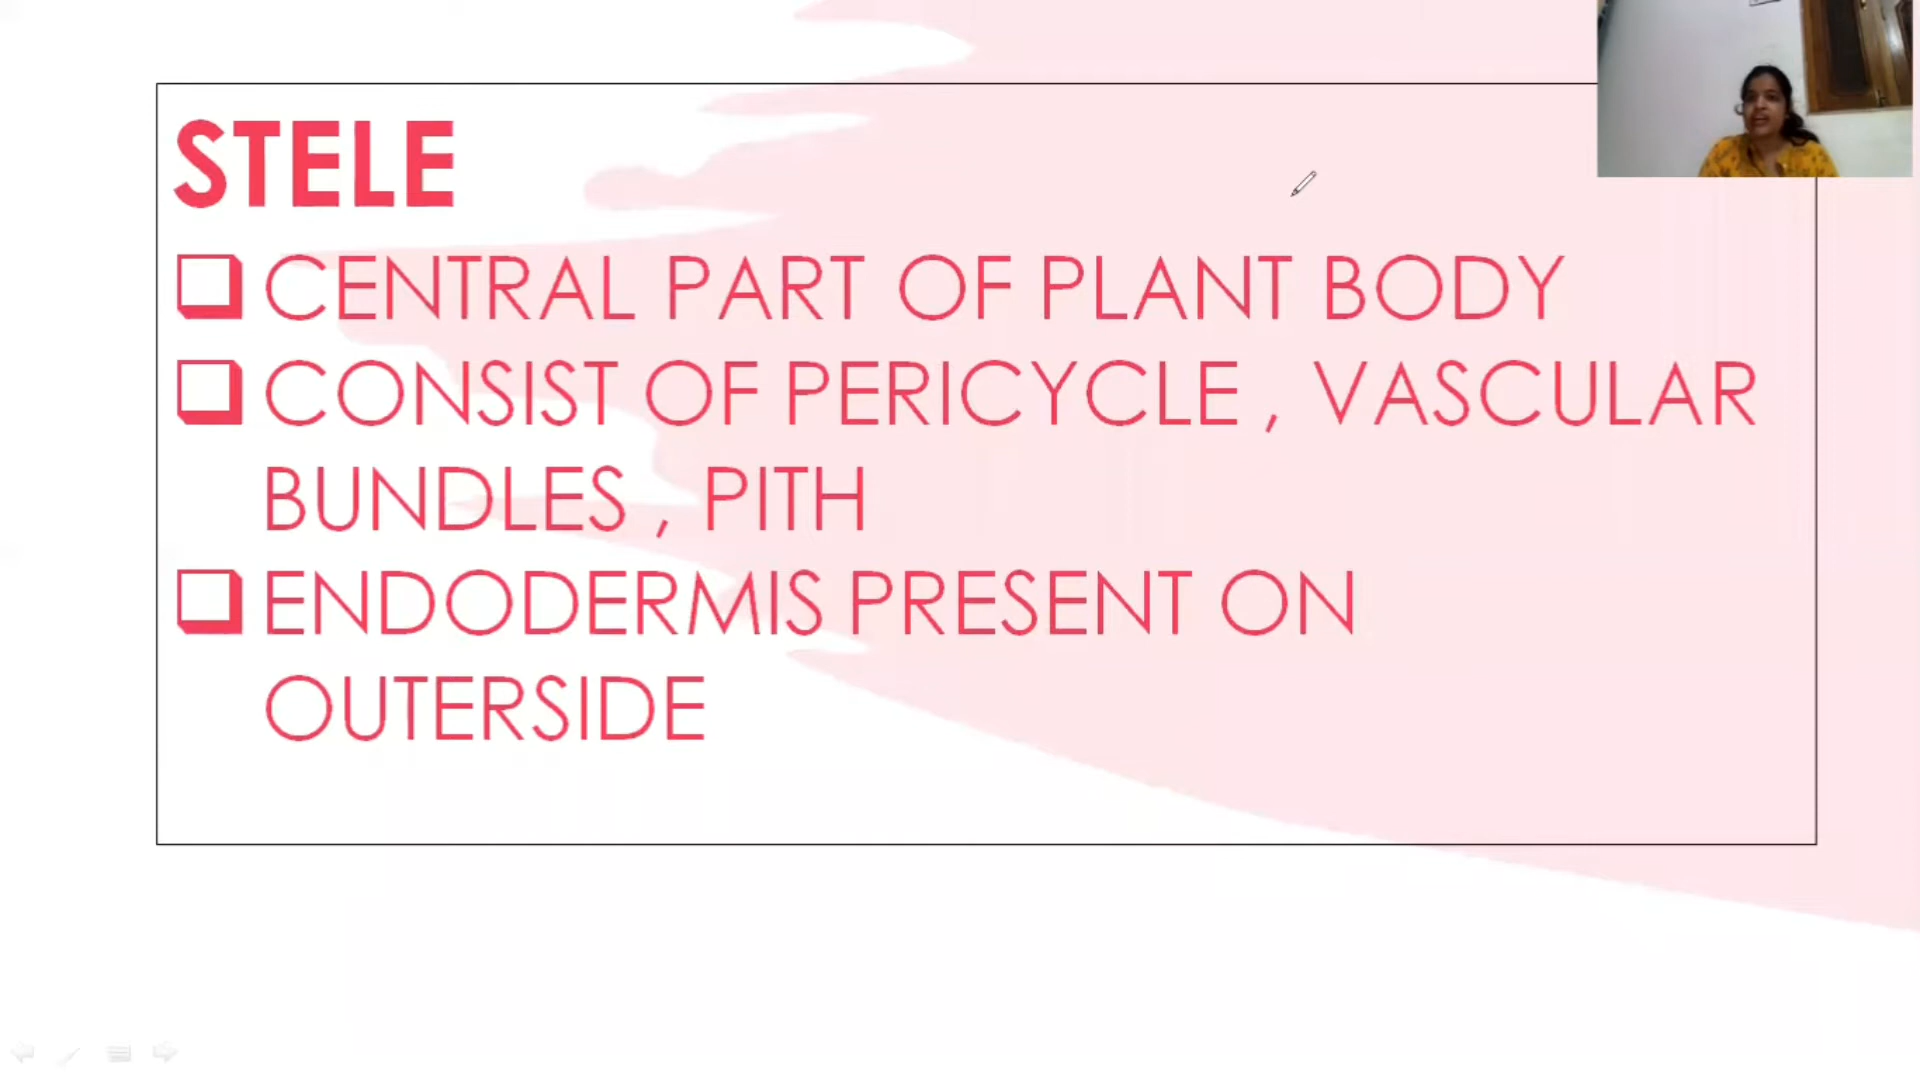 STELE
CENTRAL PART OF PLANT BODY
CONSIST OF PERICYCLE , VASCULAR
BUNDLES , PITH
ENDODERMIS PRESENT ON
OUTERSIDE